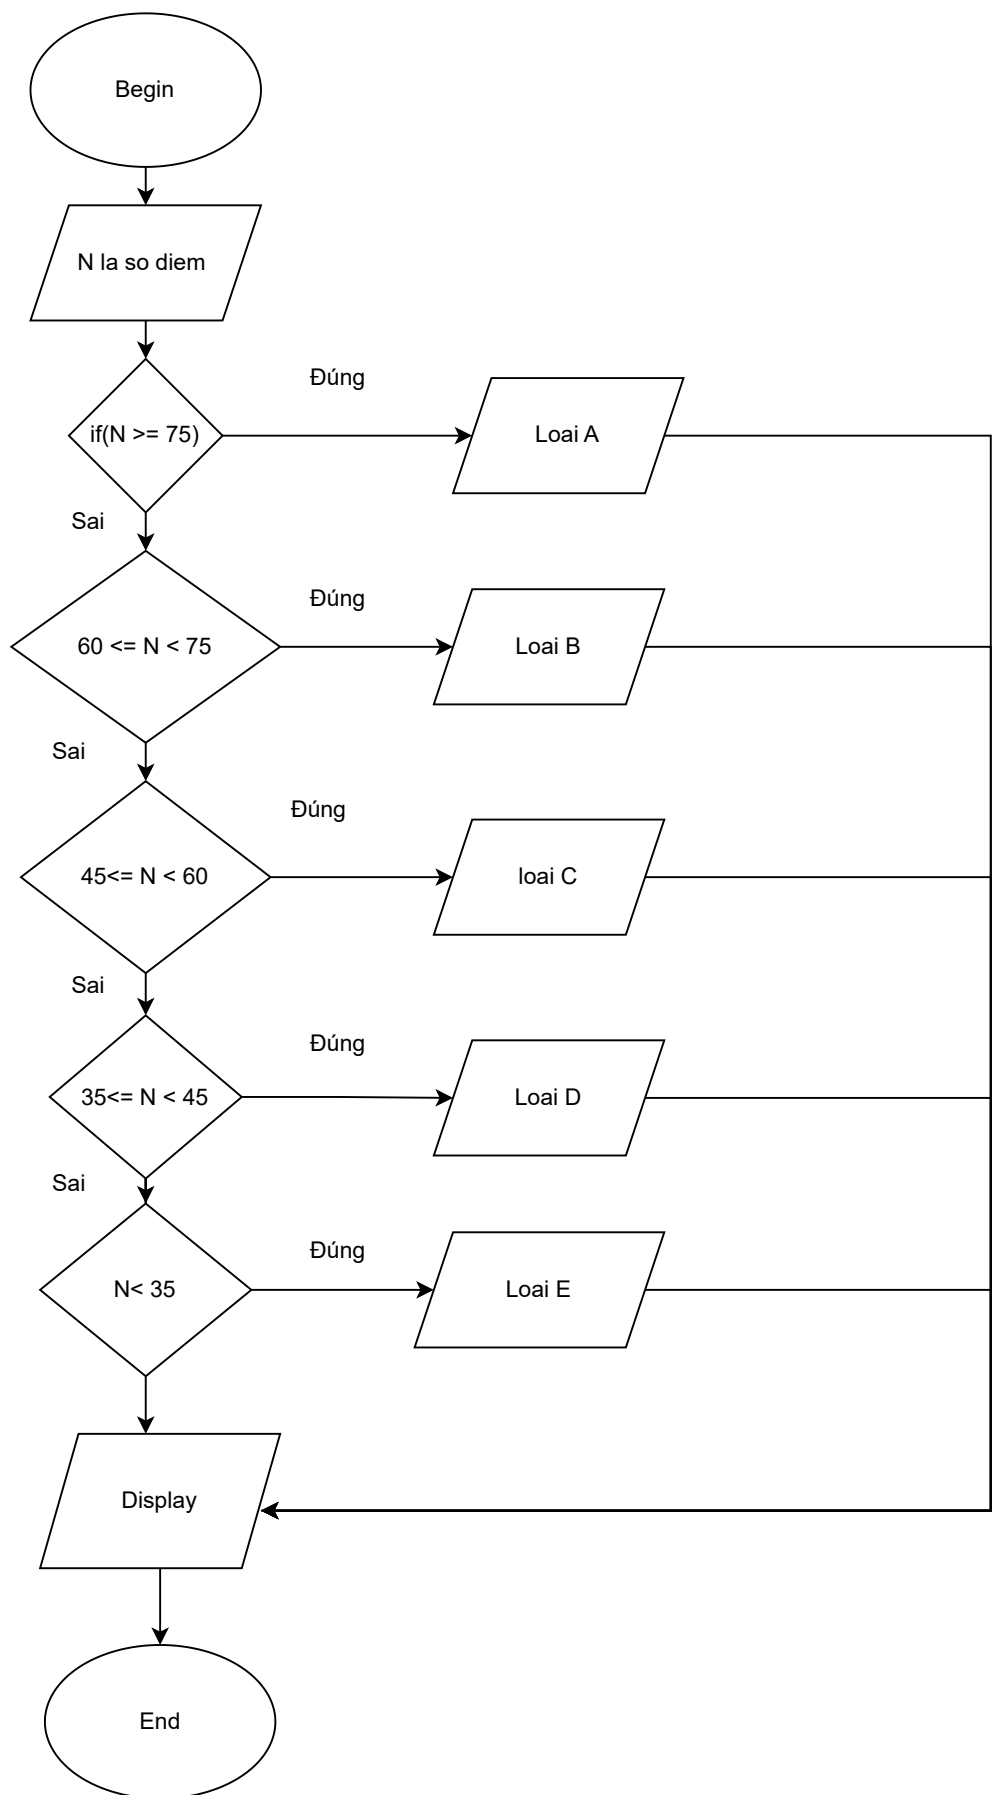 Begin
N la so diem
Đúng
if(N >= 75)
Loai A
Sai
Đúng
60 <= N < 75
Loai B
Sai
Đúng
45<= N < 60
loai C
Sai
Đúng
35<= N < 45
Loai D
Sai
Đúng
N< 35
Loai E
Display
End